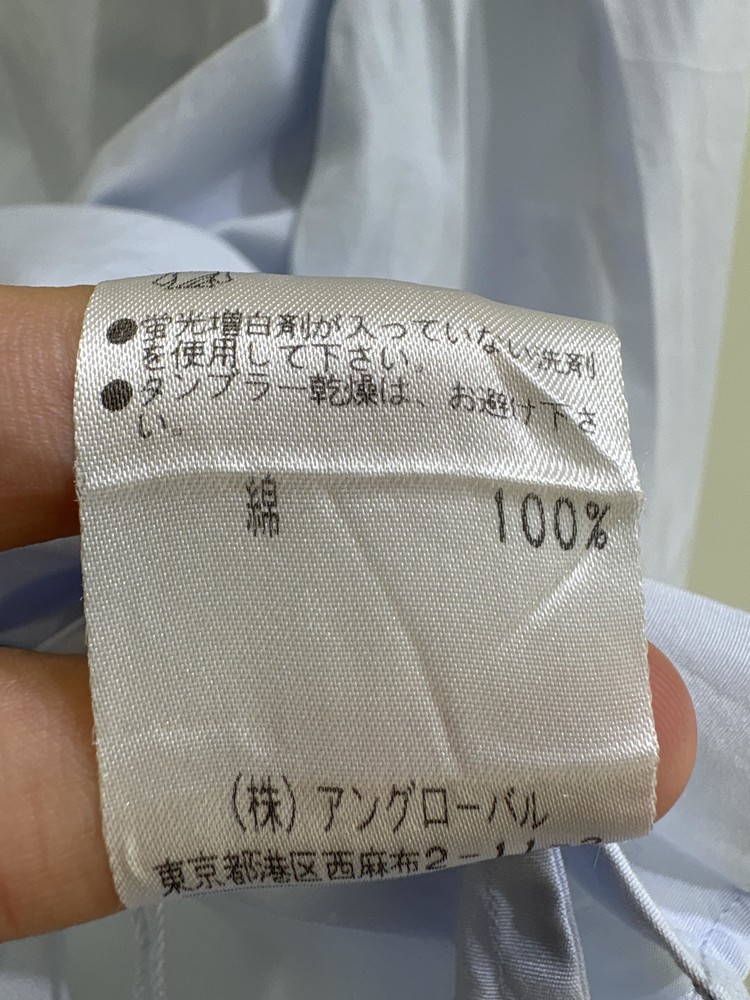 ●蛍光増白剤が入っていない洗剤
を使用して下さい。
●タンブラー乾燥は、お避け下さ
い。
綿 100%
(株)アングローバル
東京都港区西麻布2-11